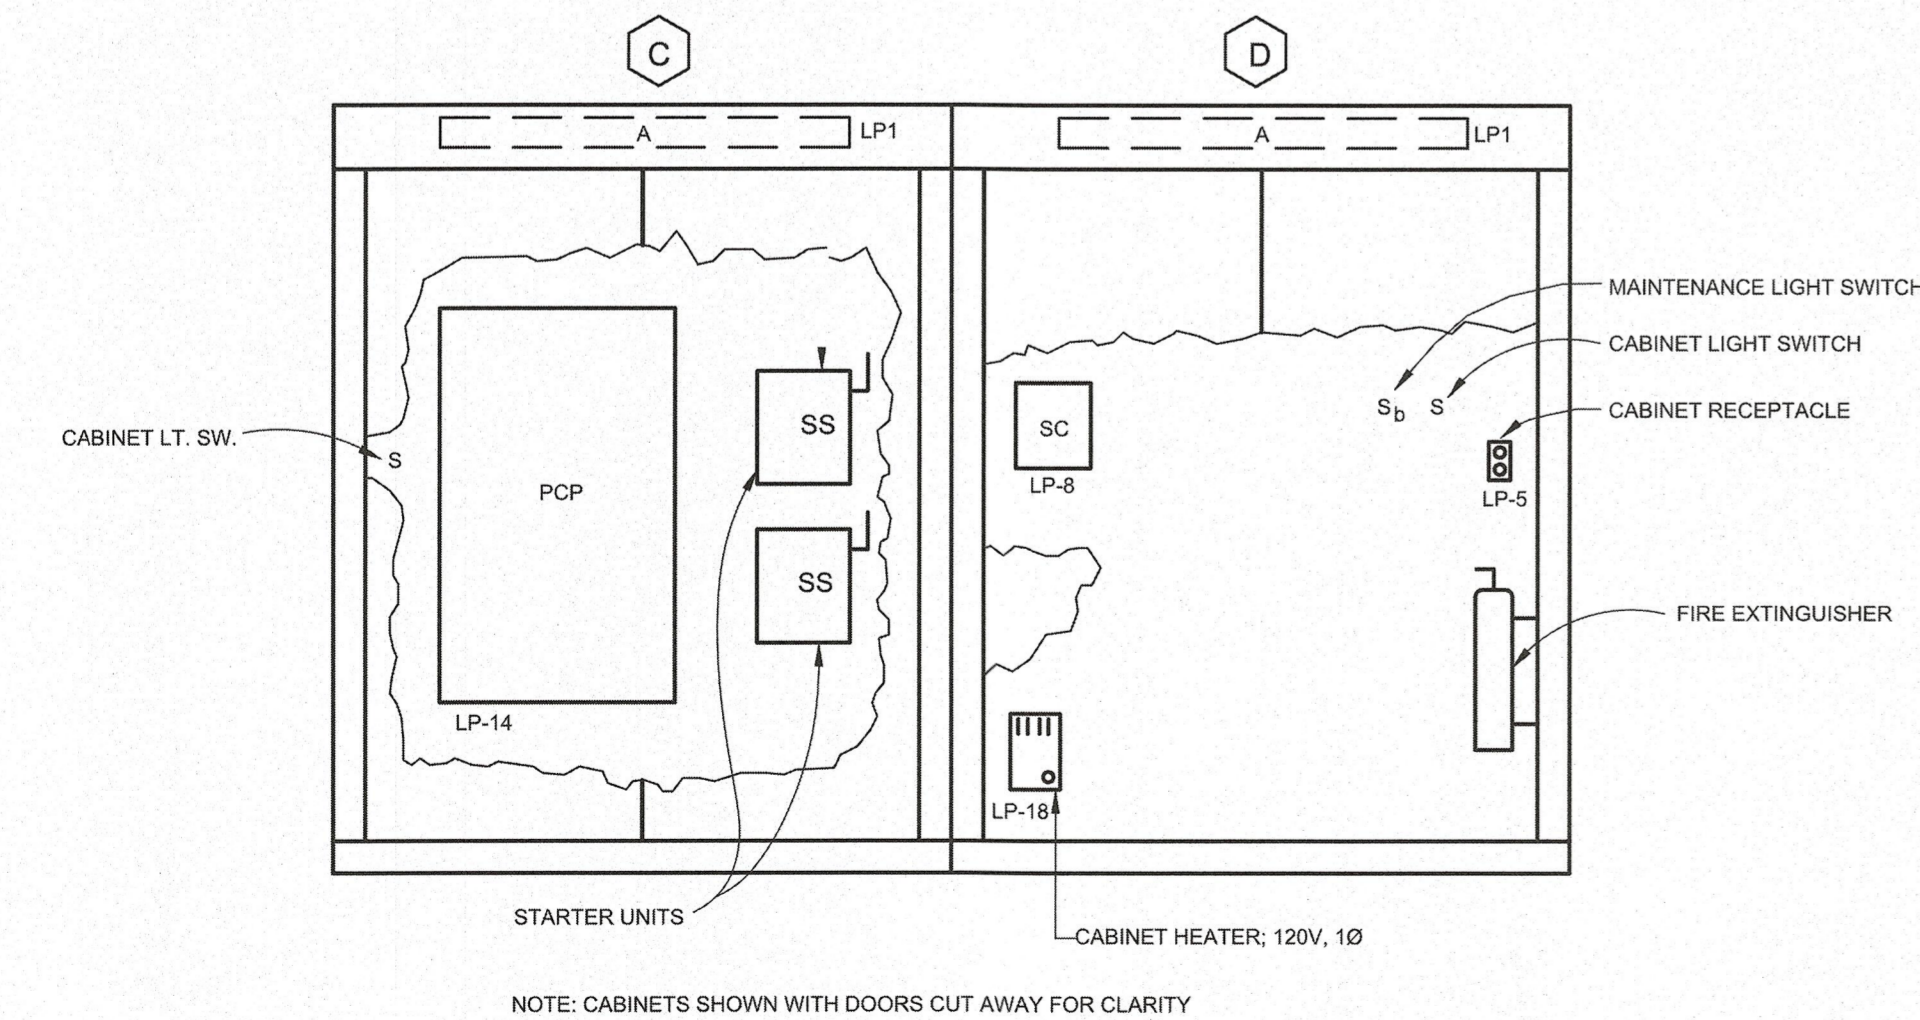 C
D
A
LP1
A
LP1
MAINTENANCE LIGHT SWITCH
CABINET LIGHT SWITCH
Sb
S
CABINET RECEPTACLE
SS
SC
CABINET LT. SW.
S
LP-8
PCP
LP-5
SS
FIRE EXTINGUISHER
LP-14
LP-18
STARTER UNITS
CABINET HEATER; 120V, 1Ø
NOTE: CABINETS SHOWN WITH DOORS CUT AWAY FOR CLARITY